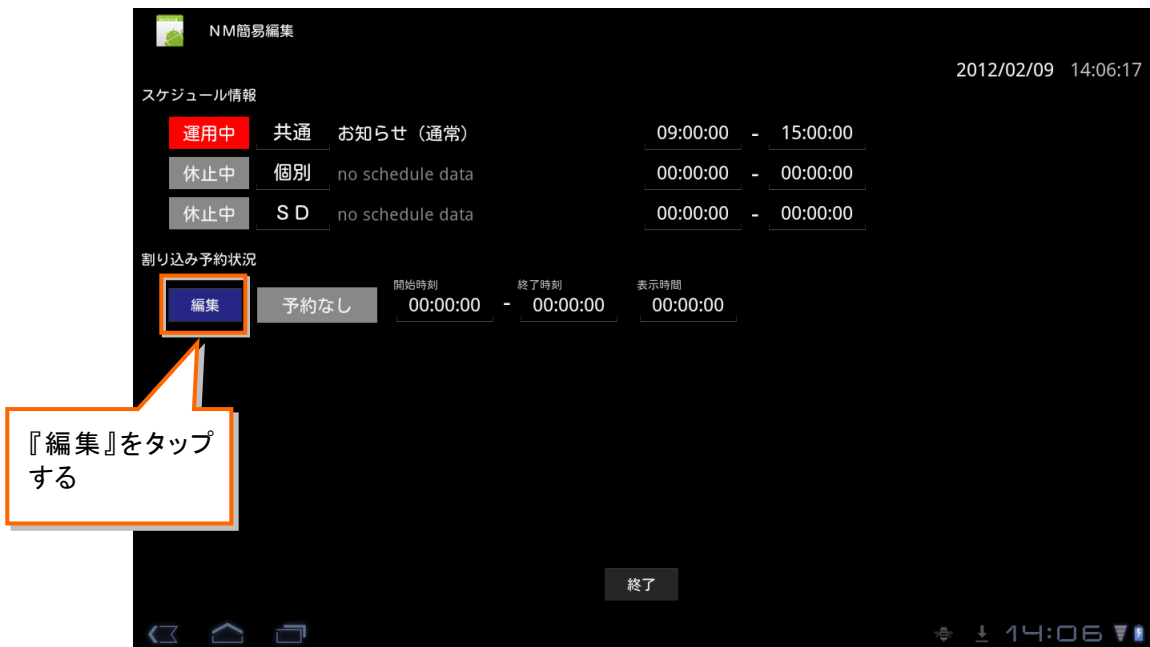 NM簡易編集
2012/02/09 14:06:17
スケジュール情報
運用中 共通 お知らせ（通常） 09:00:00 - 15:00:00
休止中 個別 no schedule data 00:00:00 - 00:00:00
休止中 ＳＤ no schedule data 00:00:00 - 00:00:00
割り込み予約状況
開始時刻 終了時刻 表示時間
編集 予約なし 00:00:00 - 00:00:00 00:00:00
『編集』をタップ
する
終了
14:06